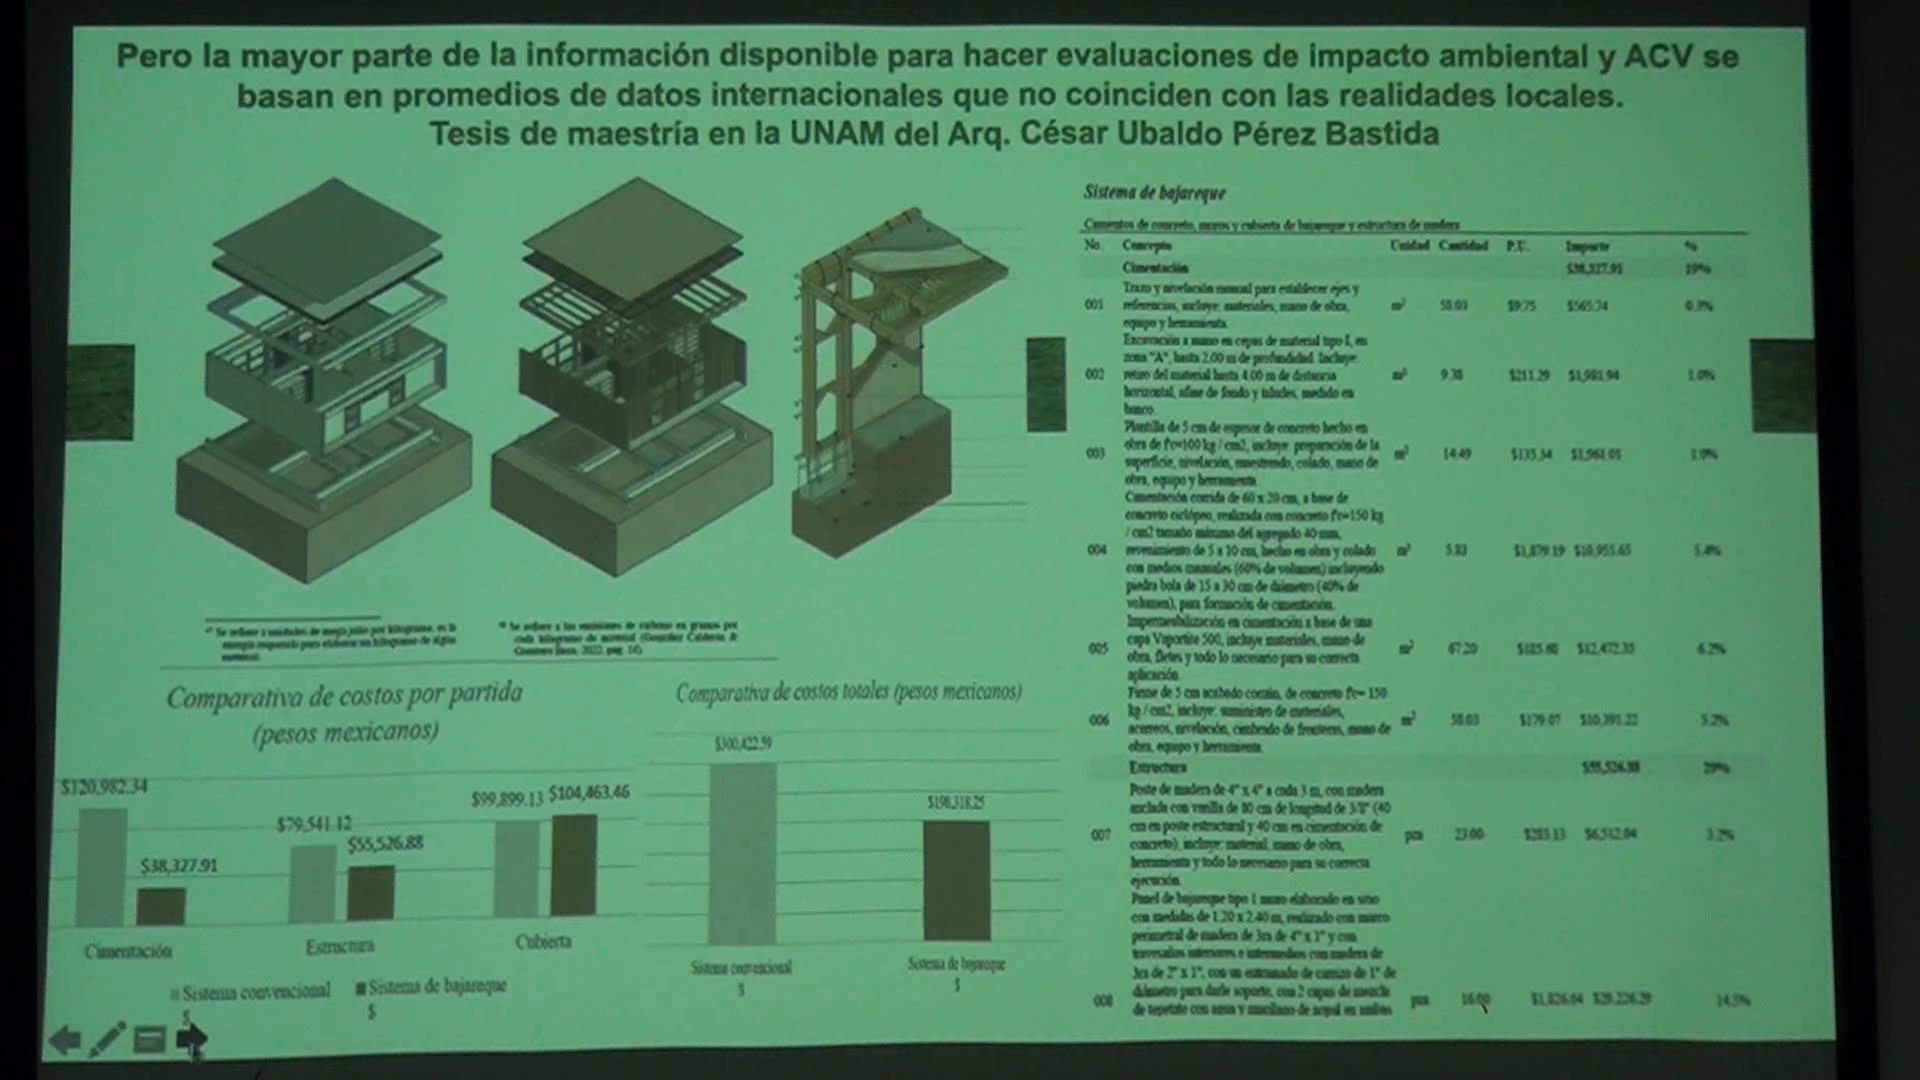 Pero la mayor parte de la información disponible para hacer evaluaciones de impacto ambiental y ACV se
basan en promedios de datos internacionales que no coinciden con las realidades locales.
Tesis de maestría en la UNAM del Arq. César Ubaldo Pérez Bastida
Comparativa de costos por partida
(pesos mexicanos)
$120,982.34
$38,327.91
$79,541.12
$55,526.88
$99,899.13 $104,463.46
Cimentación
Estructura
Cubierta
Sistema convencional
$
Sistema de bajareque
$
Comparativa de costos totales (pesos mexicanos)
$300,422.59
$198,318.25
Sistema convencional
$
Sistema de bajareque
$
Sistema de bajareque
Cimientos de concreto, muros y cubierta de bajareque y estructura de madera
No. Concepto Unidad Cantidad P.U. Importe %
Cimentación $38,327.91 19%
Trazo y nivelación manual para establecer ejes y
001 referencias, incluye: materiales, mano de obra, m² 58.03 $9.75 $565.74 0.3%
equipo y herramienta.
Excavación a mano en cepas de material tipo I, en
zona "A", hasta 2.00 m de profundidad. Incluye:
002 retiro del material hasta 4.00 m de distancia m³ 9.38 $211.29 $1,981.94 1.0%
horizontal, afine de fondo y taludes, medido en
banco.
Plantilla de 5 cm de espesor de concreto hecho en
obra de f'c=100 kg / cm2, incluye: preparación de la
003 superficie, nivelación, maestreado, colado, mano de m² 14.49 $135.34 $1,961.01 1.0%
obra, equipo y herramienta.
Cimentación corrida de 60 x 20 cm, a base de
concreto ciclópeo, realizada con concreto f'c=150 kg
/ cm2 tamaño máximo del agregado 40 mm,
004 revenimiento de 5 a 10 cm, hecho en obra y colado m³ 5.83 $1,879.19 $10,955.65 5.4%
con medios manuales (60% de volumen) incluyendo
piedra bola de 15 a 30 cm de diámetro (40% de
volumen), para formación de cimentación.
Impermeabilización en cimentación a base de una
capa Vaportite 500, incluye materiales, mano de
005 obra, fletes y todo lo necesario para su correcta m² 67.20 $185.60 $12,472.35 6.2%
aplicación.
Firme de 5 cm acabado común, de concreto f'c= 150
kg / cm2, incluye: suministro de materiales,
006 acarreos, nivelación, cimbrado de fronteras, mano de m² 58.03 $179.07 $10,391.22 5.2%
obra, equipo y herramienta.
Estructura $55,526.88
Poste de madera de 4" x 4" a cada 3 m, con madera
anclada con varilla de 80 cm de longitud de 3/8" (40
cm en poste estructural y 40 cm en cimentación de
007 concreto), incluye: material, mano de obra, pza 23.00 $283.13 $6,512.04 3.2%
herramienta y todo lo necesario para su correcta
ejecución.
Panel de bajareque tipo 1 muro elaborado en sitio
con medidas de 1.20 x 2.40 m, realizado con marco
perimetral de madera de 3ra de 4" x 1" y con
travesaños interiores e intermedios con madera de
3ra de 2" x 1", con un entramado de carrizo de 1" de
diámetro para darle soporte, con 2 capas de mezcla
008 de tepetate con arena y mucílago de nopal en ambas pza 16.00 $1,826.64 $29,226.29 14.5%